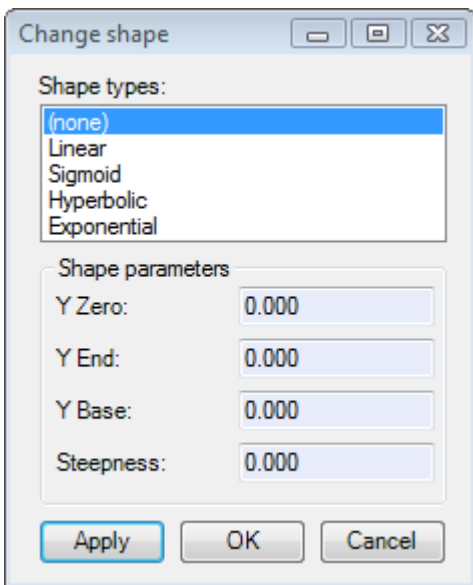 Change shape
Shape types:
(none)
Linear
Sigmoid
Hyperbolic
Exponential
Shape parameters
Y Zero: 0.000
Y End: 0.000
Y Base: 0.000
Steepness: 0.000
Apply OK Cancel